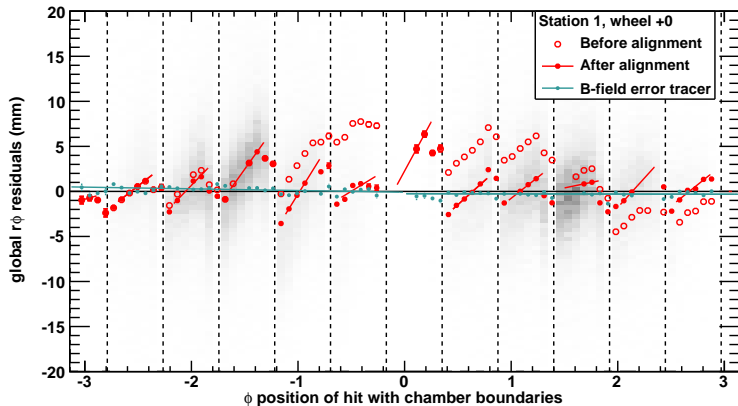 Station 1, wheel +0
Before alignment
After alignment
B-field error tracer
global rϕ residuals (mm)
20
15
10
5
0
-5
-10
-15
-20
-3
-2
-1
0
1
2
3
ϕ position of hit with chamber boundaries